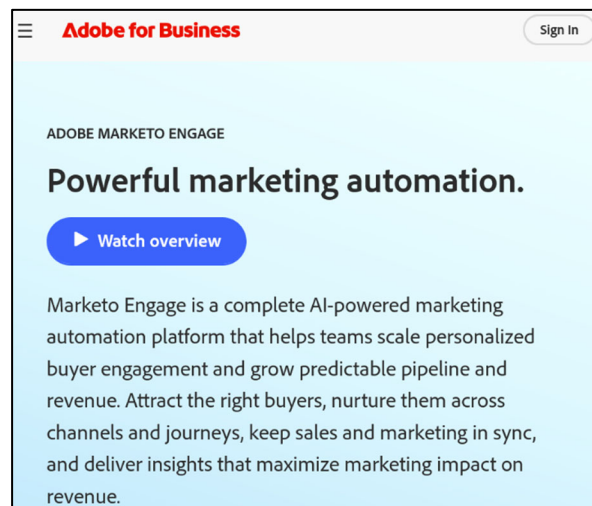 Adobe for Business
Sign In
ADOBE MARKETO ENGAGE
Powerful marketing automation.
Watch overview
Marketo Engage is a complete AI-powered marketing
automation platform that helps teams scale personalized
buyer engagement and grow predictable pipeline and
revenue. Attract the right buyers, nurture them across
channels and journeys, keep sales and marketing in sync,
and deliver insights that maximize marketing impact on
revenue.